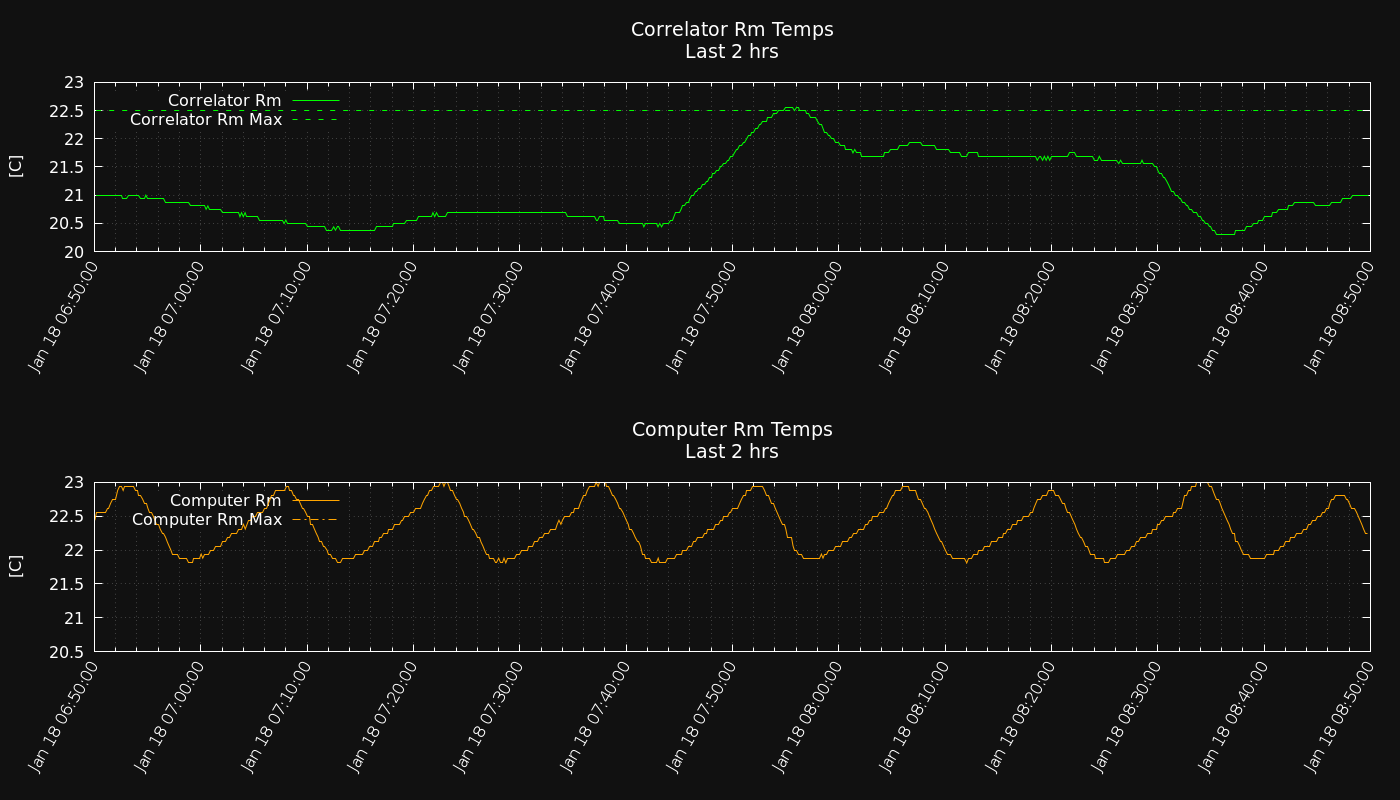 Correlator Rm Temps
Last 2 hrs
23
22.5
22
21.5
21
20.5
20
[C]
Correlator Rm
Correlator Rm Max
Jan 18 06:50:00
Jan 18 07:00:00
Jan 18 07:10:00
Jan 18 07:20:00
Jan 18 07:30:00
Jan 18 07:40:00
Jan 18 07:50:00
Jan 18 08:00:00
Jan 18 08:10:00
Jan 18 08:20:00
Jan 18 08:30:00
Jan 18 08:40:00
Jan 18 08:50:00
Computer Rm Temps
Last 2 hrs
23
22.5
22
21.5
21
20.5
[C]
Computer Rm
Computer Rm Max
Jan 18 06:50:00
Jan 18 07:00:00
Jan 18 07:10:00
Jan 18 07:20:00
Jan 18 07:30:00
Jan 18 07:40:00
Jan 18 07:50:00
Jan 18 08:00:00
Jan 18 08:10:00
Jan 18 08:20:00
Jan 18 08:30:00
Jan 18 08:40:00
Jan 18 08:50:00